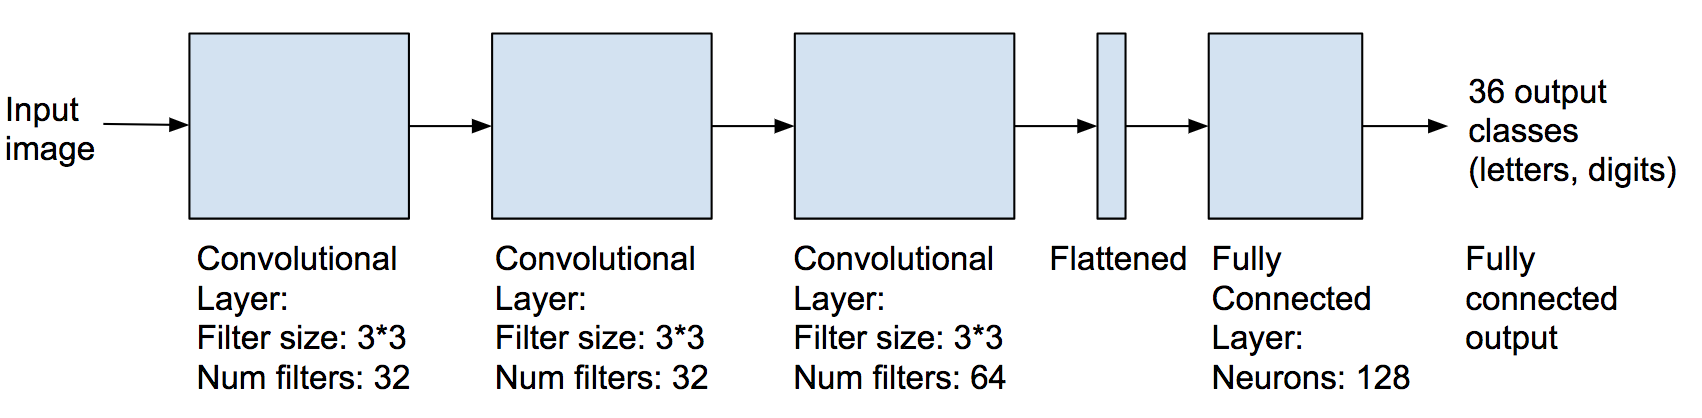 Input
image
36 output
classes
(letters, digits)
Convolutional
Layer:
Filter size: 3*3
Num filters: 32
Convolutional
Layer:
Filter size: 3*3
Num filters: 32
Convolutional
Layer:
Filter size: 3*3
Num filters: 64
Flattened
Fully
Connected
Layer:
Neurons: 128
Fully
connected
output